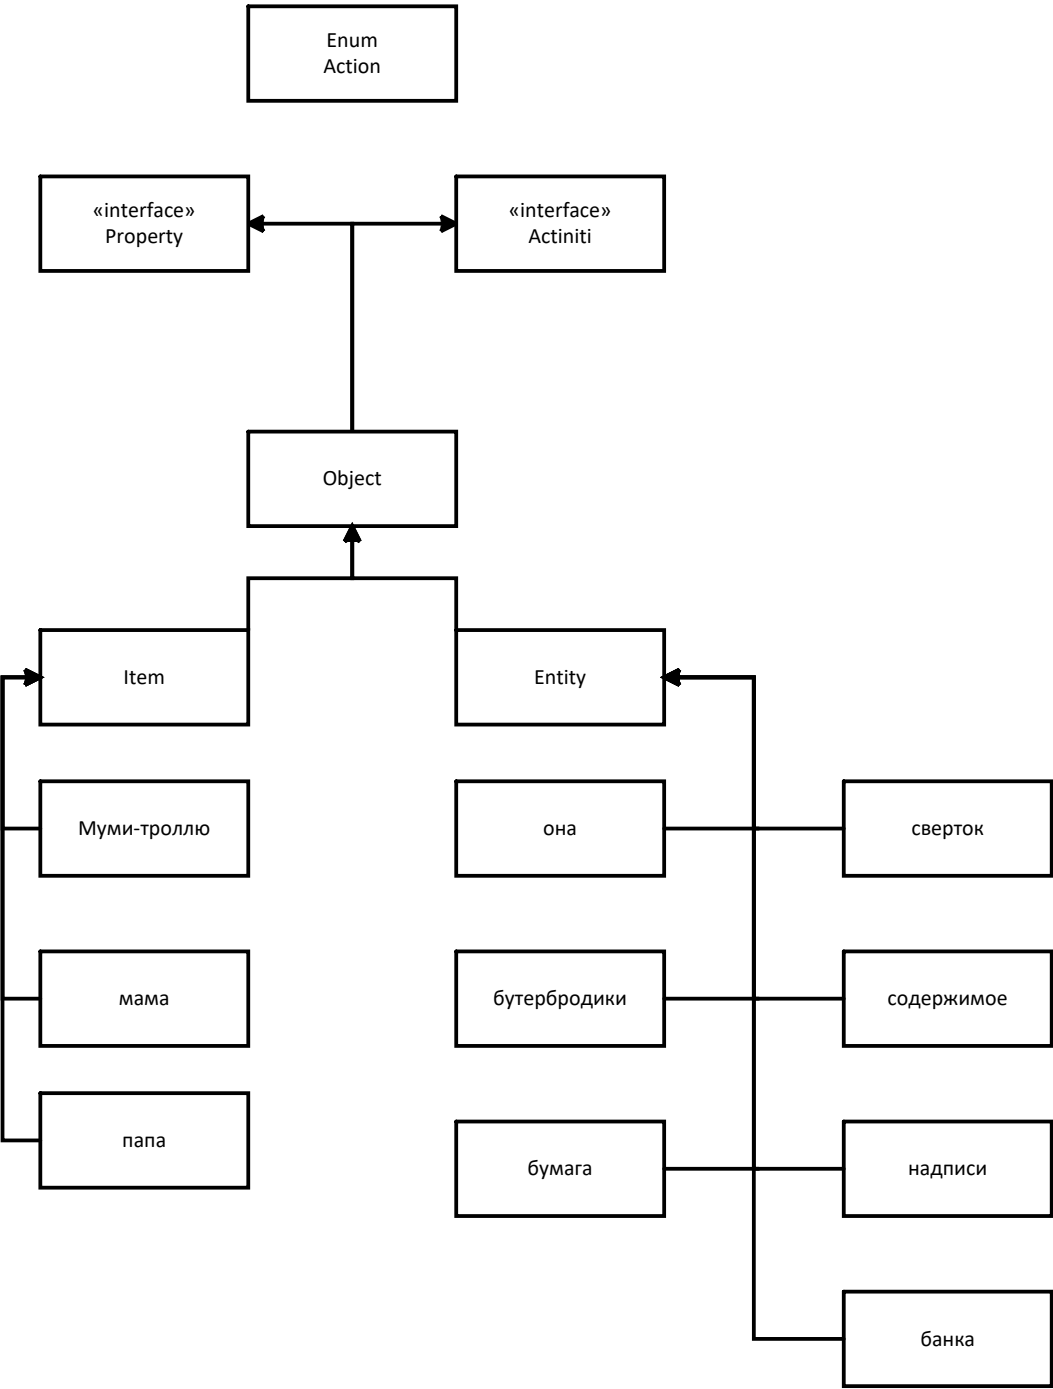 Enum
Action
«interface»
Property
«interface»
Actiniti
Object
Item
Entity
Муми-троллю
она
сверток
мама
бутербродики
содержимое
папа
бумага
надписи
банка